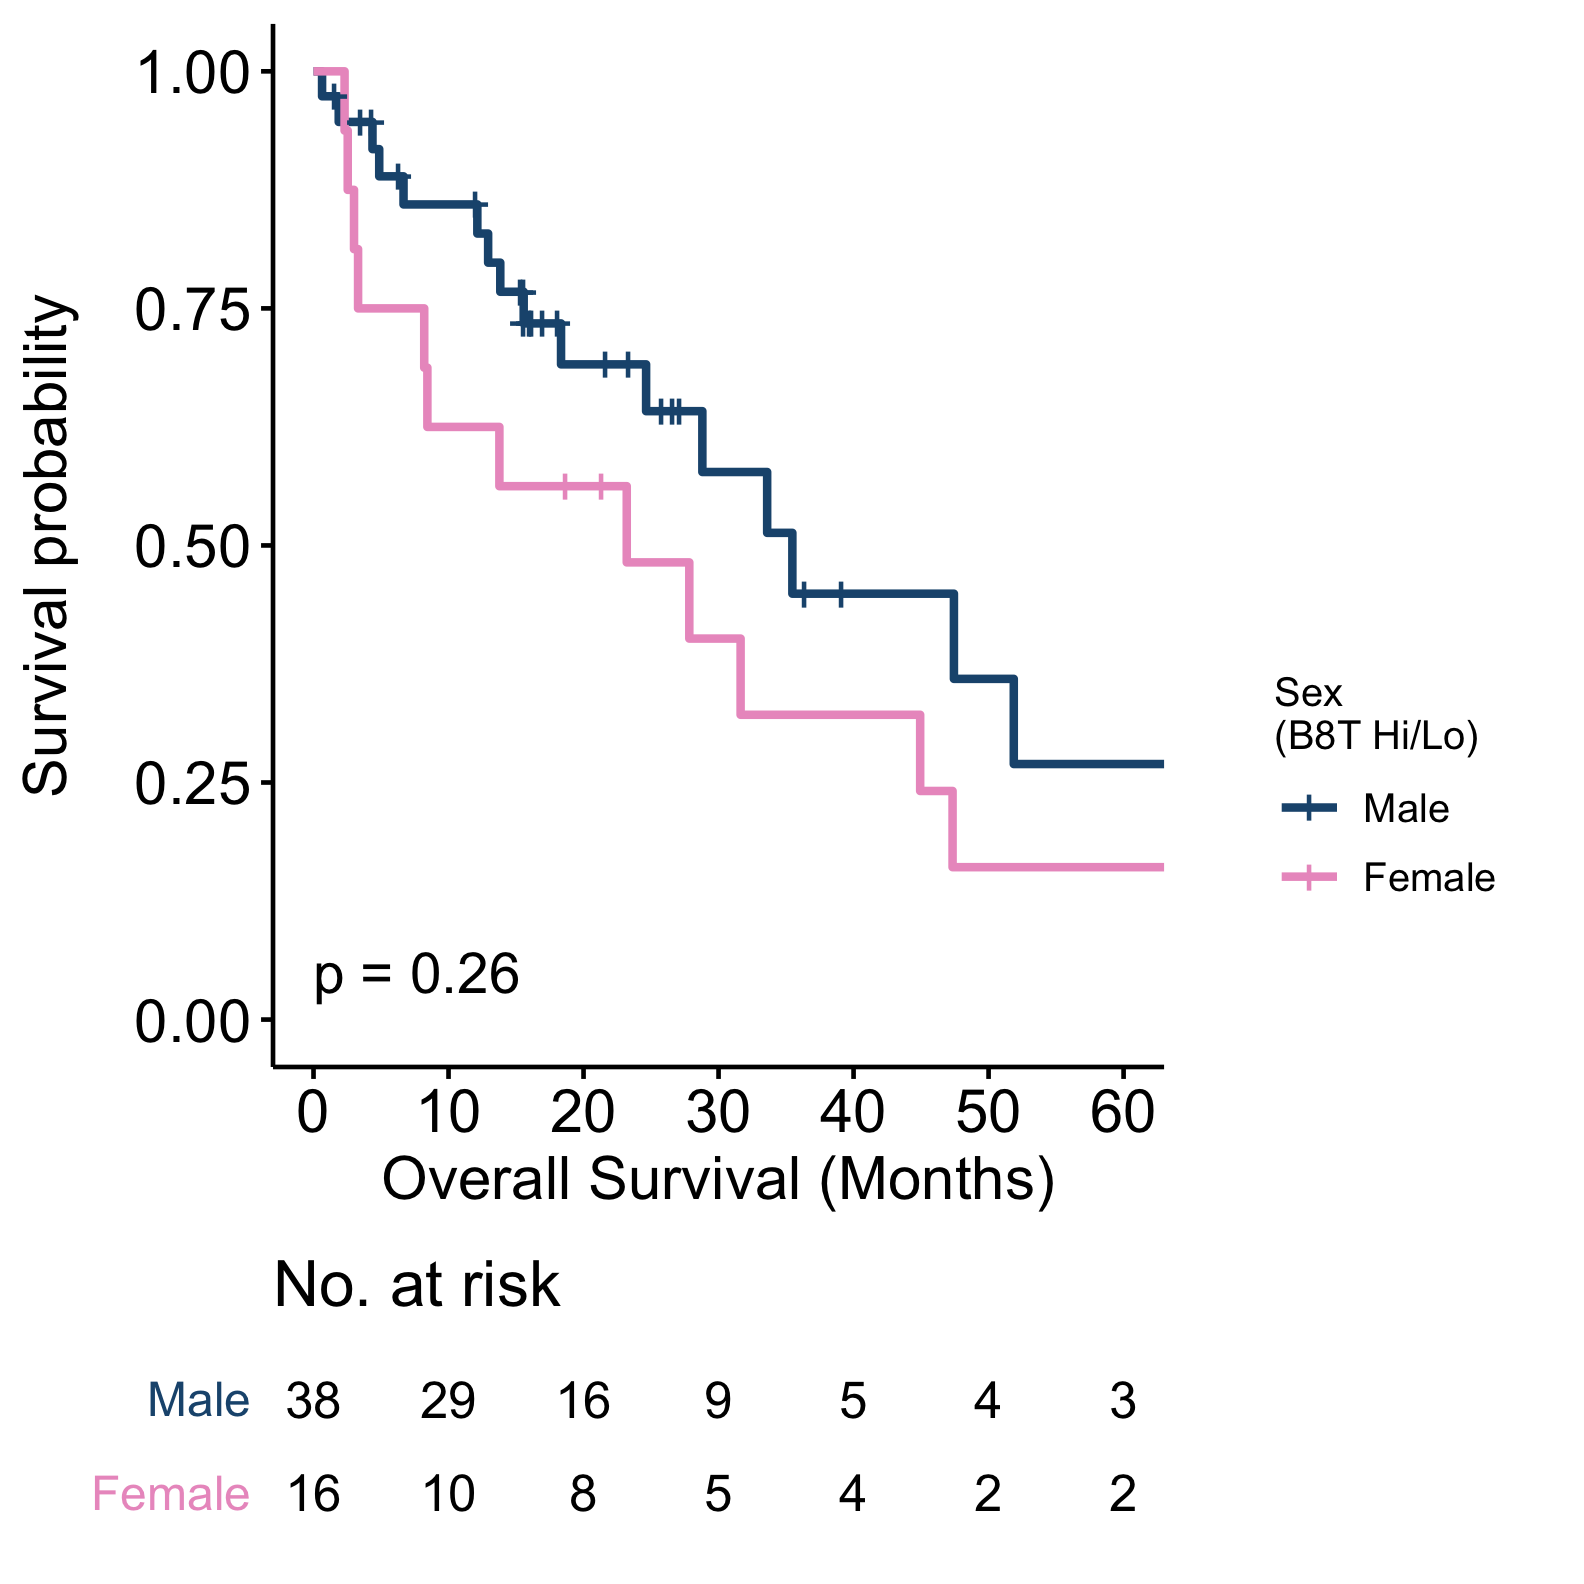 1.00
0.75
0.50
0.25
0.00
Survival probability
p = 0.26
0 10 20 30 40 50 60
Overall Survival (Months)
Sex
(B8T Hi/Lo)
Male
Female
No. at risk
Male 38 29 16 9 5 4 3
Female 16 10 8 5 4 2 2